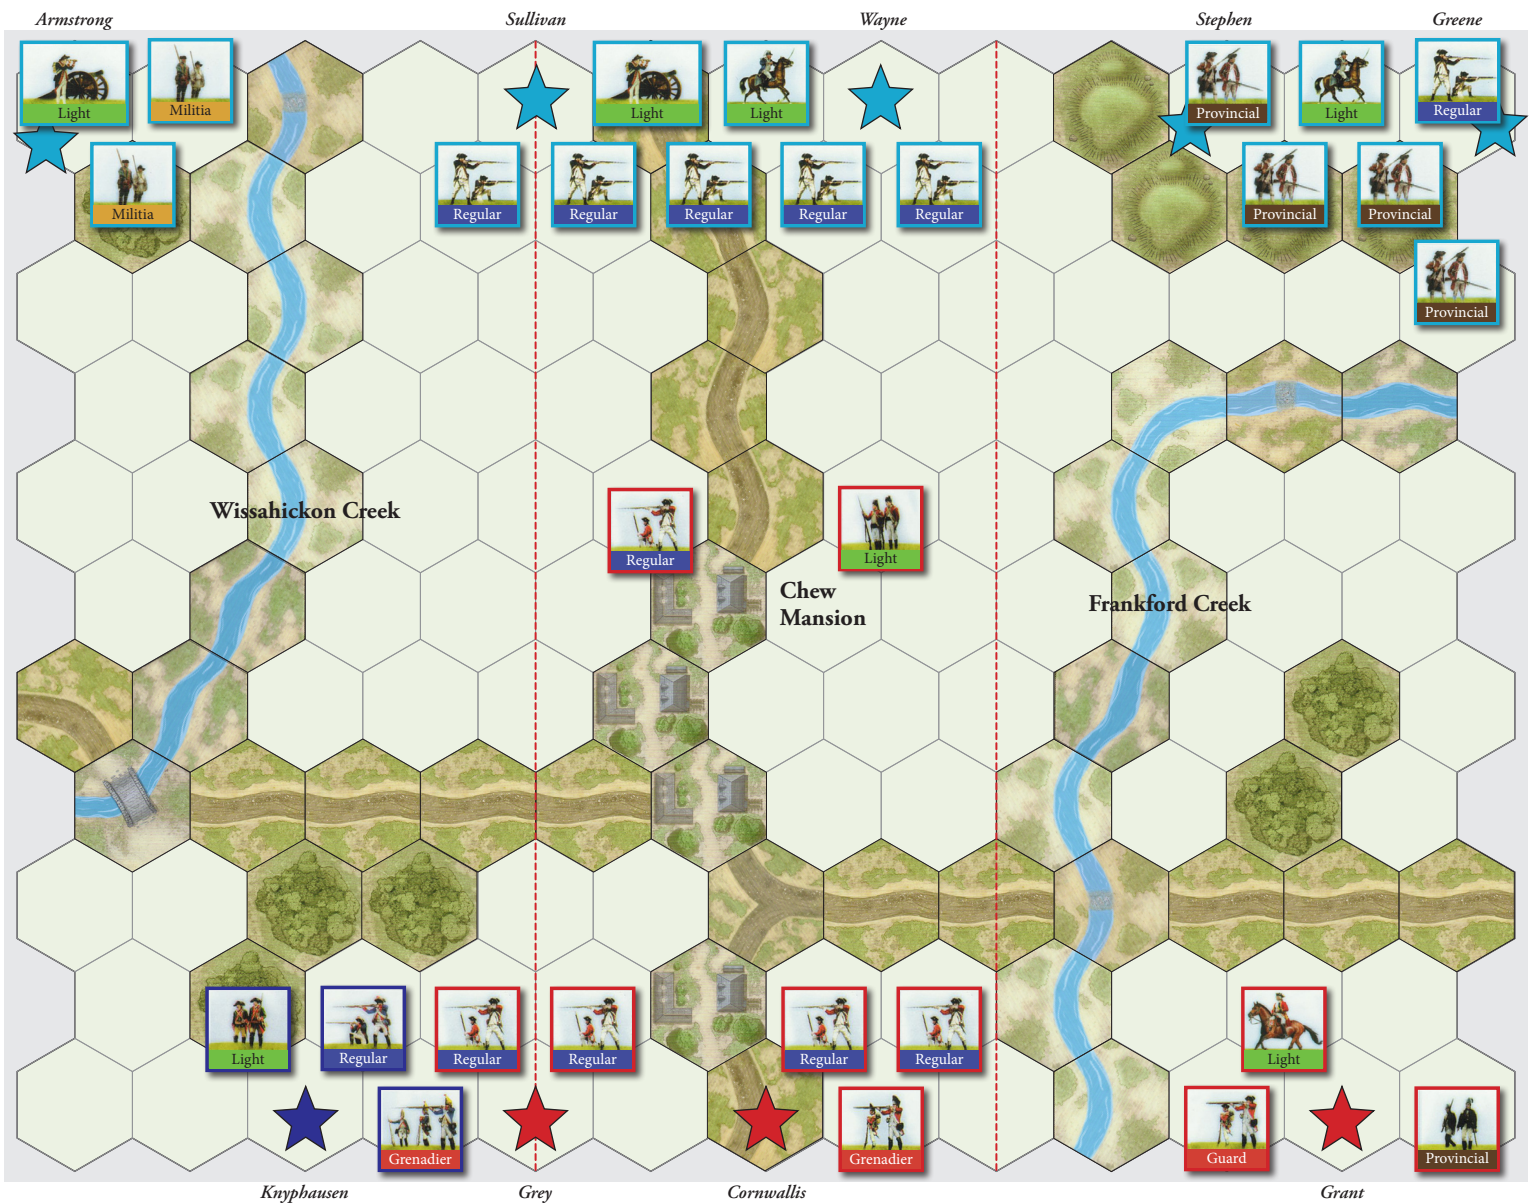 Armstrong Sullivan Wayne Stephen Greene
Light Militia Light Light Provincial Light Regular
Militia Regular Regular Regular Regular Regular Provincial Provincial
Provincial
Wissahickon Creek
Regular Light
Chew
Mansion
Frankford Creek
Light Regular Regular Regular Regular Regular Light
Grenadier Grenadier Guard Provincial
Knyphausen Grey Cornwallis Grant